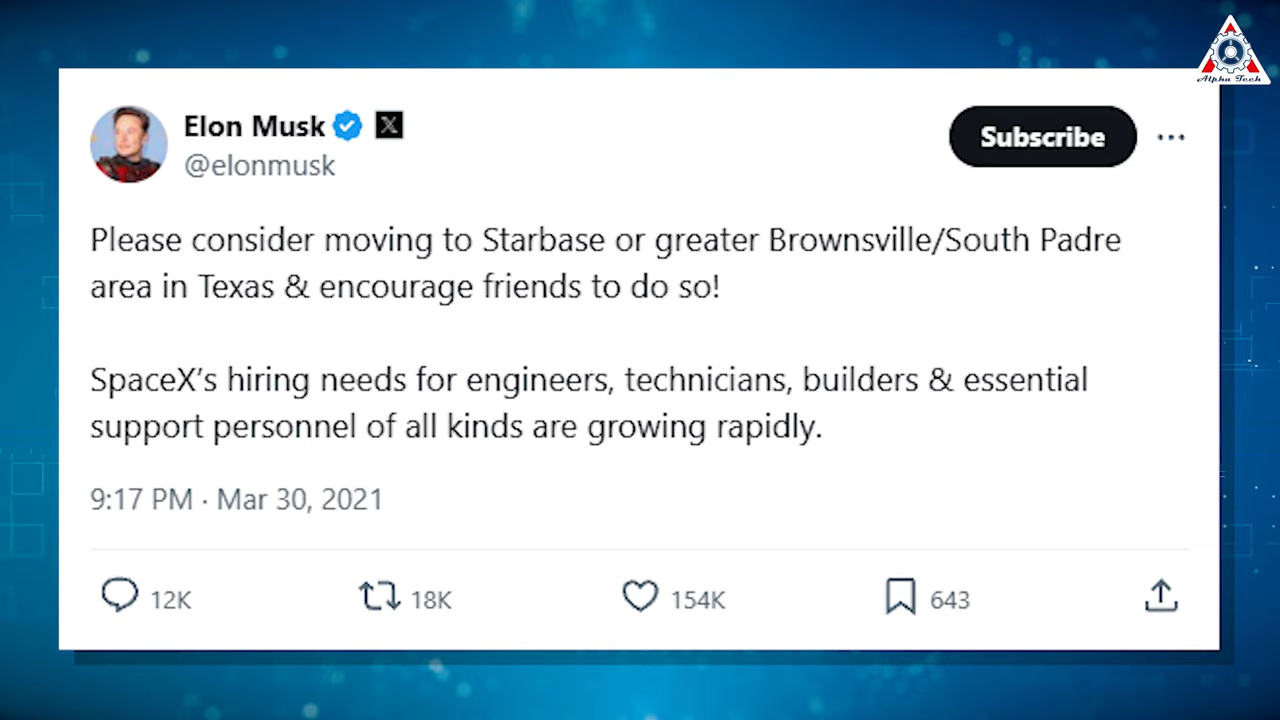 Alpha Tech
Elon Musk
@elonmusk
Subscribe
Please consider moving to Starbase or greater Brownsville/South Padre
area in Texas & encourage friends to do so!
SpaceX's hiring needs for engineers, technicians, builders & essential
support personnel of all kinds are growing rapidly.
9:17 PM · Mar 30, 2021
12K 18K 154K 643